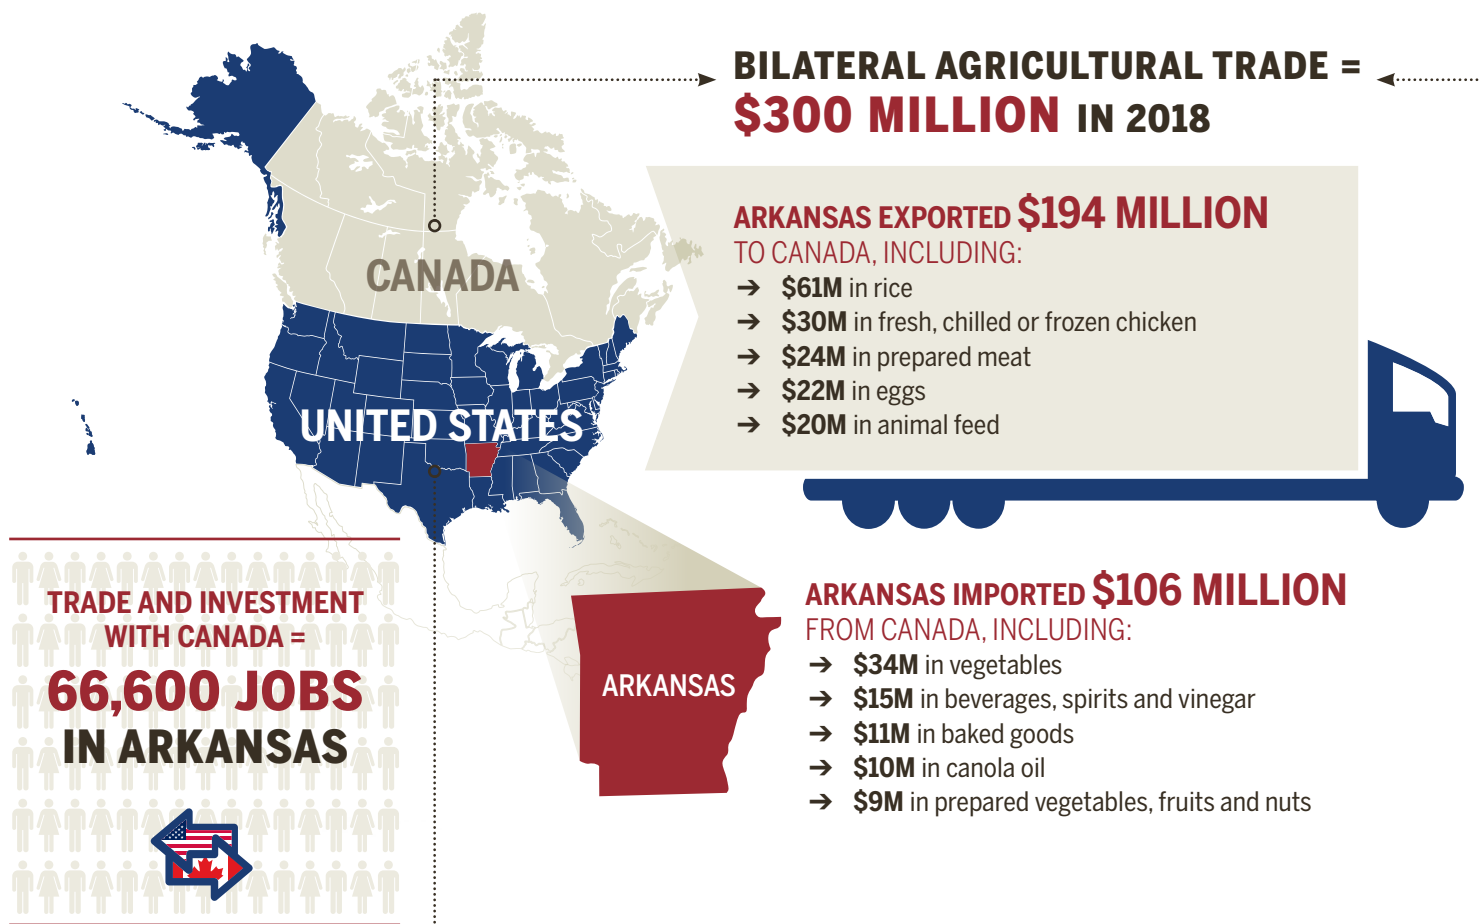 BILATERAL AGRICULTURAL TRADE =
$300 MILLION IN 2018
ARKANSAS EXPORTED $194 MILLION
TO CANADA, INCLUDING:
➔ $61M in rice
➔ $30M in fresh, chilled or frozen chicken
➔ $24M in prepared meat
➔ $22M in eggs
➔ $20M in animal feed
CANADA
UNITED STATES
TRADE AND INVESTMENT
WITH CANADA =
66,600 JOBS
IN ARKANSAS
ARKANSAS
ARKANSAS IMPORTED $106 MILLION
FROM CANADA, INCLUDING:
➔ $34M in vegetables
➔ $15M in beverages, spirits and vinegar
➔ $11M in baked goods
➔ $10M in canola oil
➔ $9M in prepared vegetables, fruits and nuts